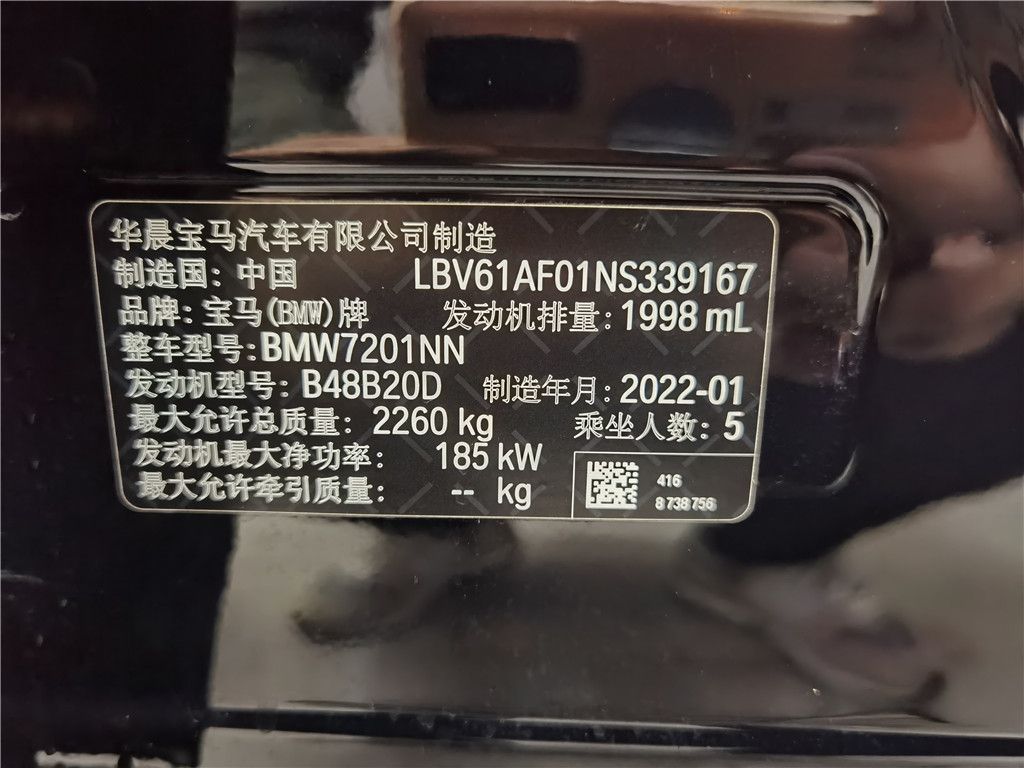 华晨宝马汽车有限公司制造
制造国: 中国 LBV61AF01NS339167
品牌: 宝马(BMW)牌 发动机排量: 1998 mL
整车型号: BMW7201NN
发动机型号: B48B20D 制造年月: 2022-01
最大允许总质量: 2260 kg 乘坐人数: 5
发动机最大净功率: 185 kW
最大允许牵引质量: -- kg
416
8 738 756